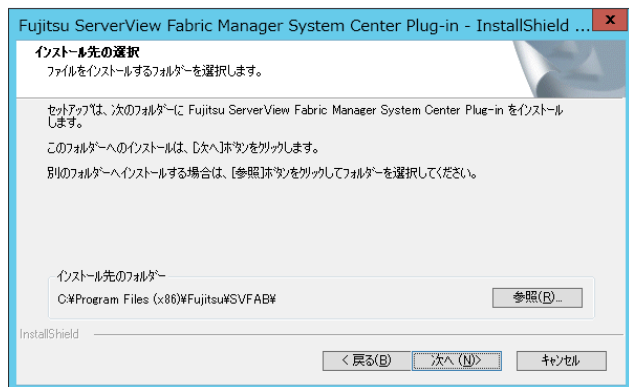 Fujitsu ServerView Fabric Manager System Center Plug-in - InstallShield ...
x
インストール先の選択
ファイルをインストールするフォルダーを選択します。
セットアップは、次のフォルダーに Fujitsu ServerView Fabric Manager System Center Plug-in をインストール
します。
このフォルダーへのインストールは、[次へ]ボタンをクリックします。
別のフォルダーへインストールする場合は、[参照]ボタンをクリックしてフォルダーを選択してください。
インストール先のフォルダー
C:¥Program Files (x86)¥Fujitsu¥SVFAB¥
参照(R)...
InstallShield
< 戻る(B)
次へ (N)>
キャンセル